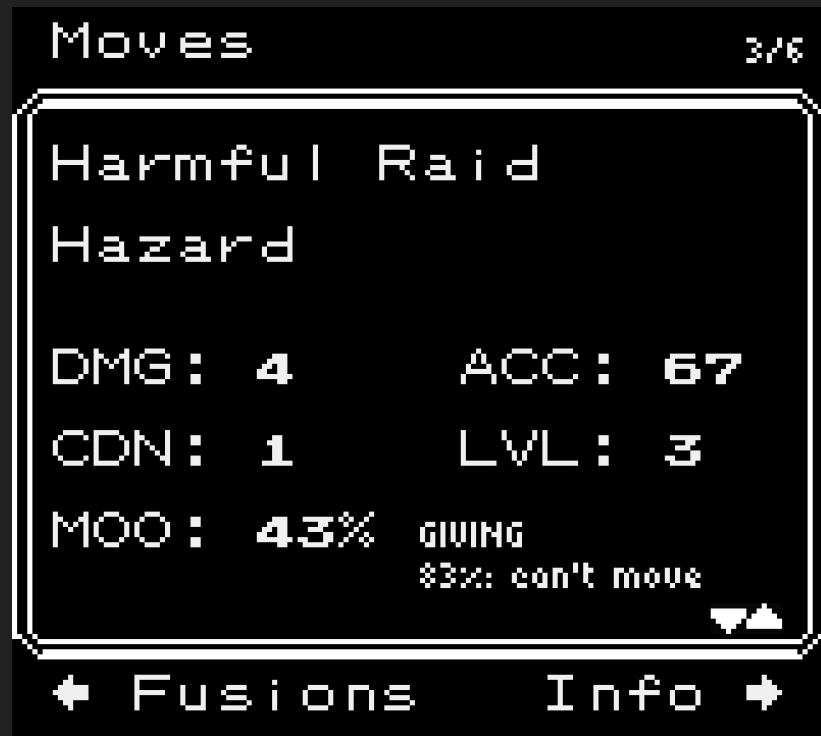 Moves 3/6
Harmful Raid
Hazard
DMG: 4 ACC: 67
CDN: 1 LVL: 3
MOO: 43% GIVING
83%: can't move
Fusions Info